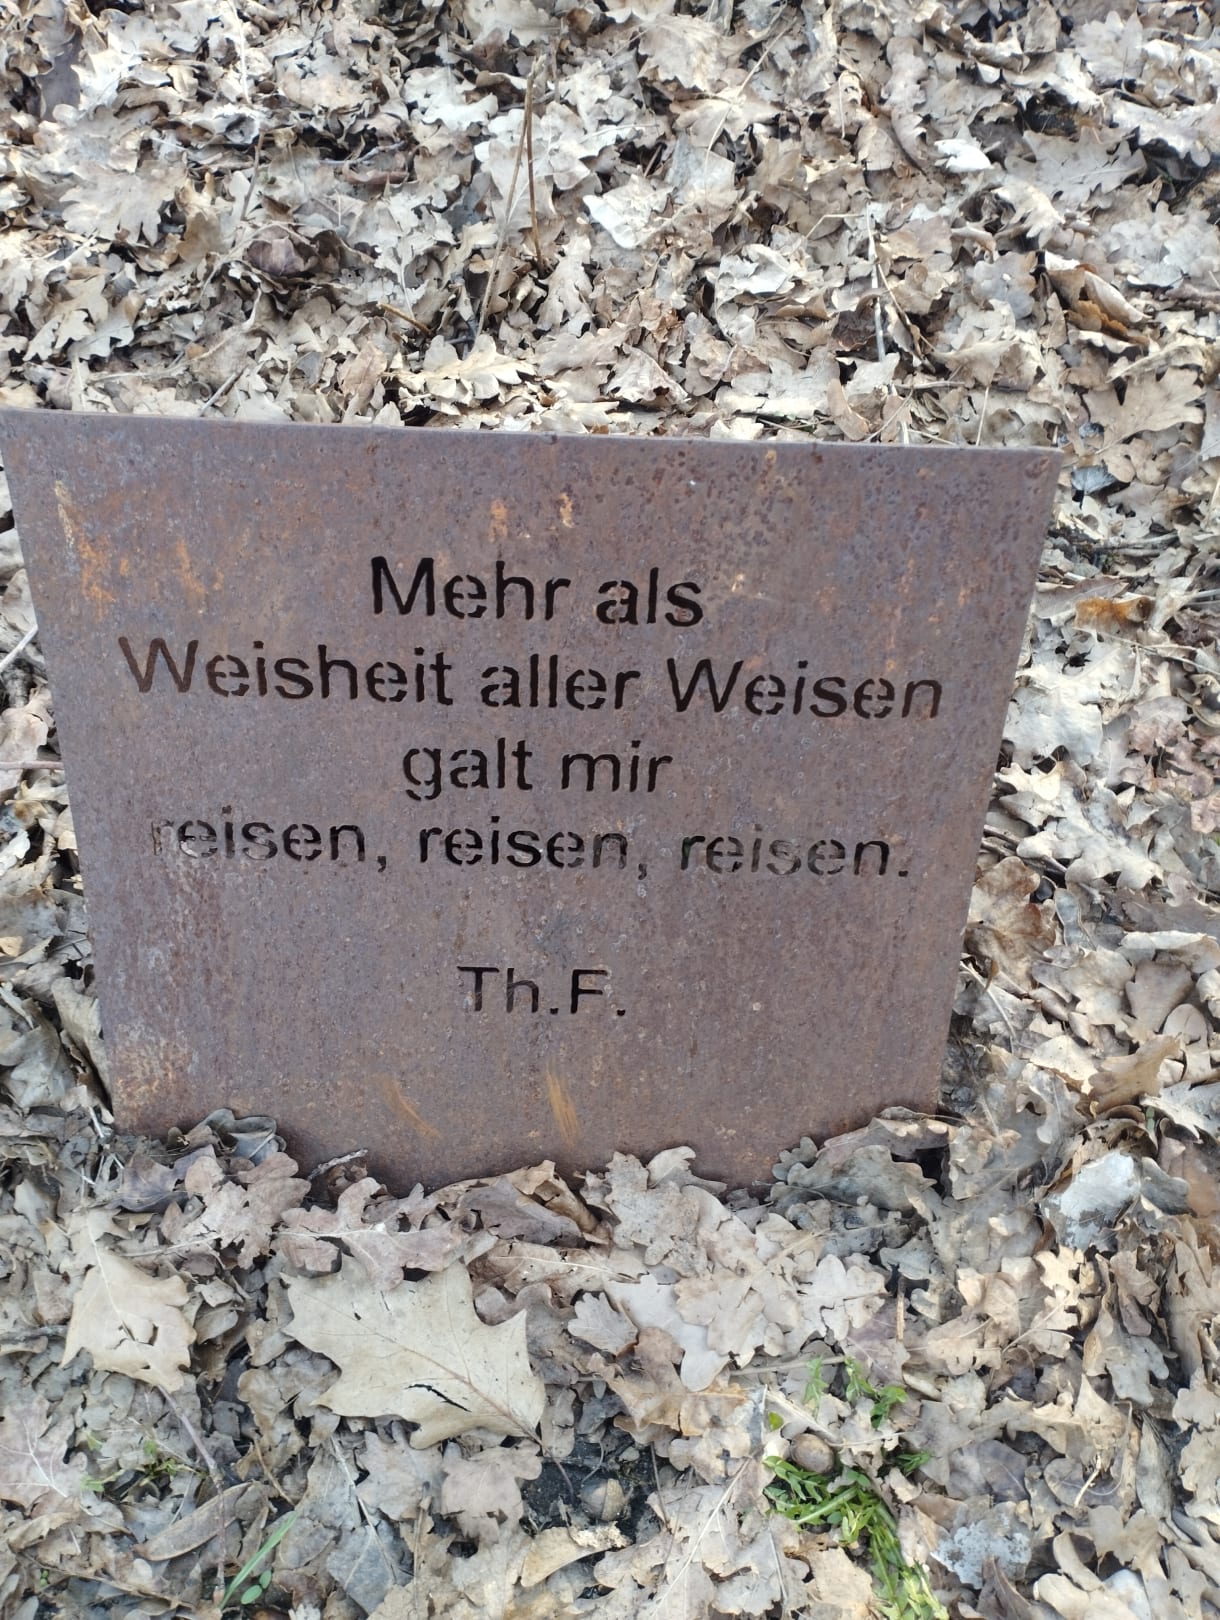 Mehr als
Weisheit aller Weisen
galt mir
reisen, reisen, reisen.
Th.F.